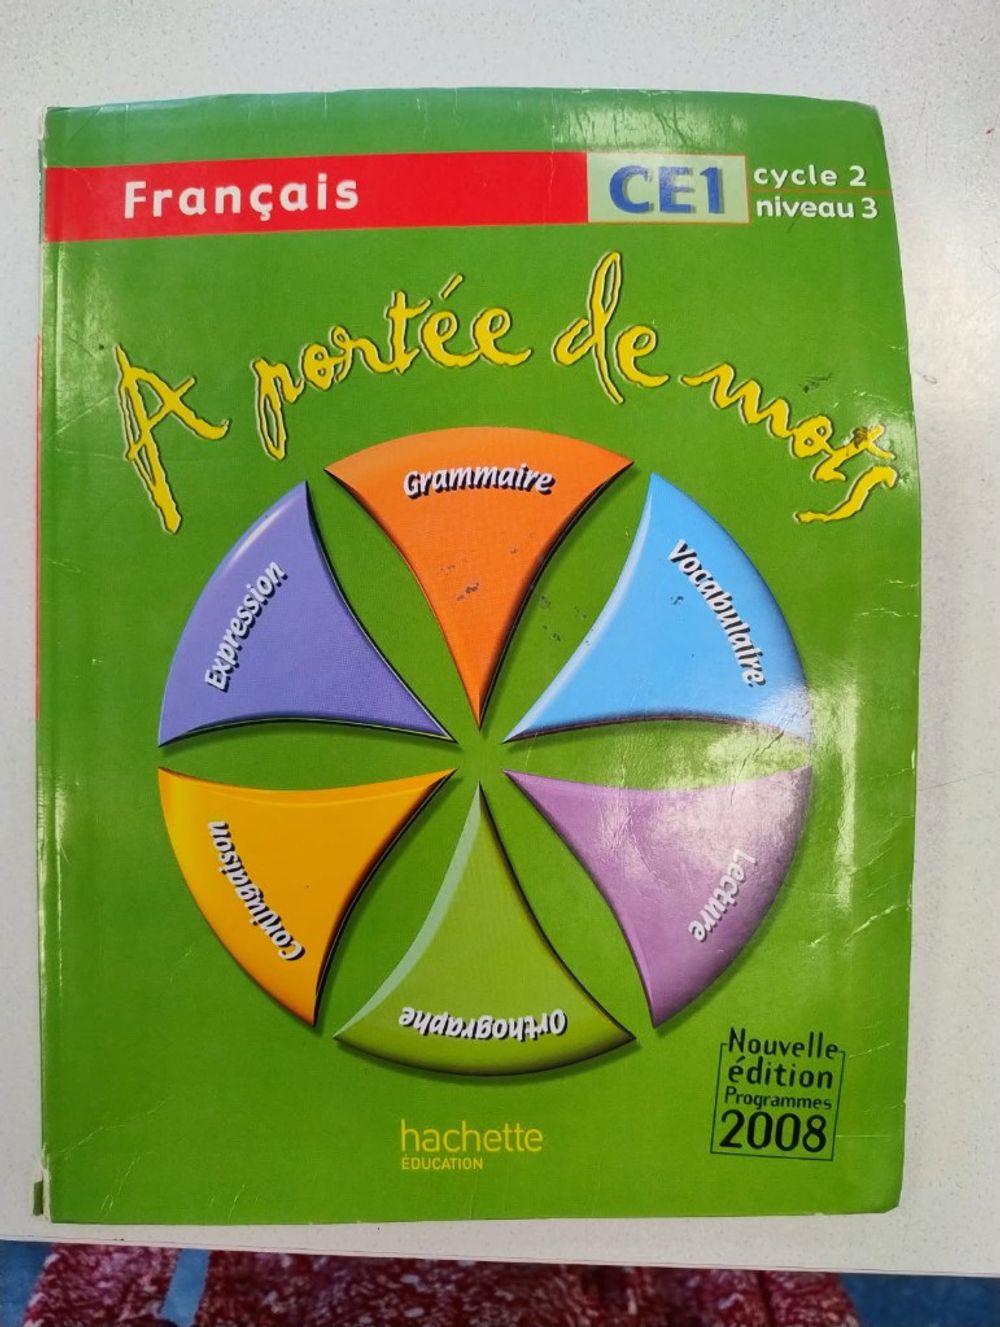 Français
CE1
cycle 2
niveau 3
A portée de mots
Grammaire
Vocabulaire
Lecture
Orthographe
Conjugaison
Expression
Nouvelle
édition
Programmes
2008
hachette
ÉDUCATION